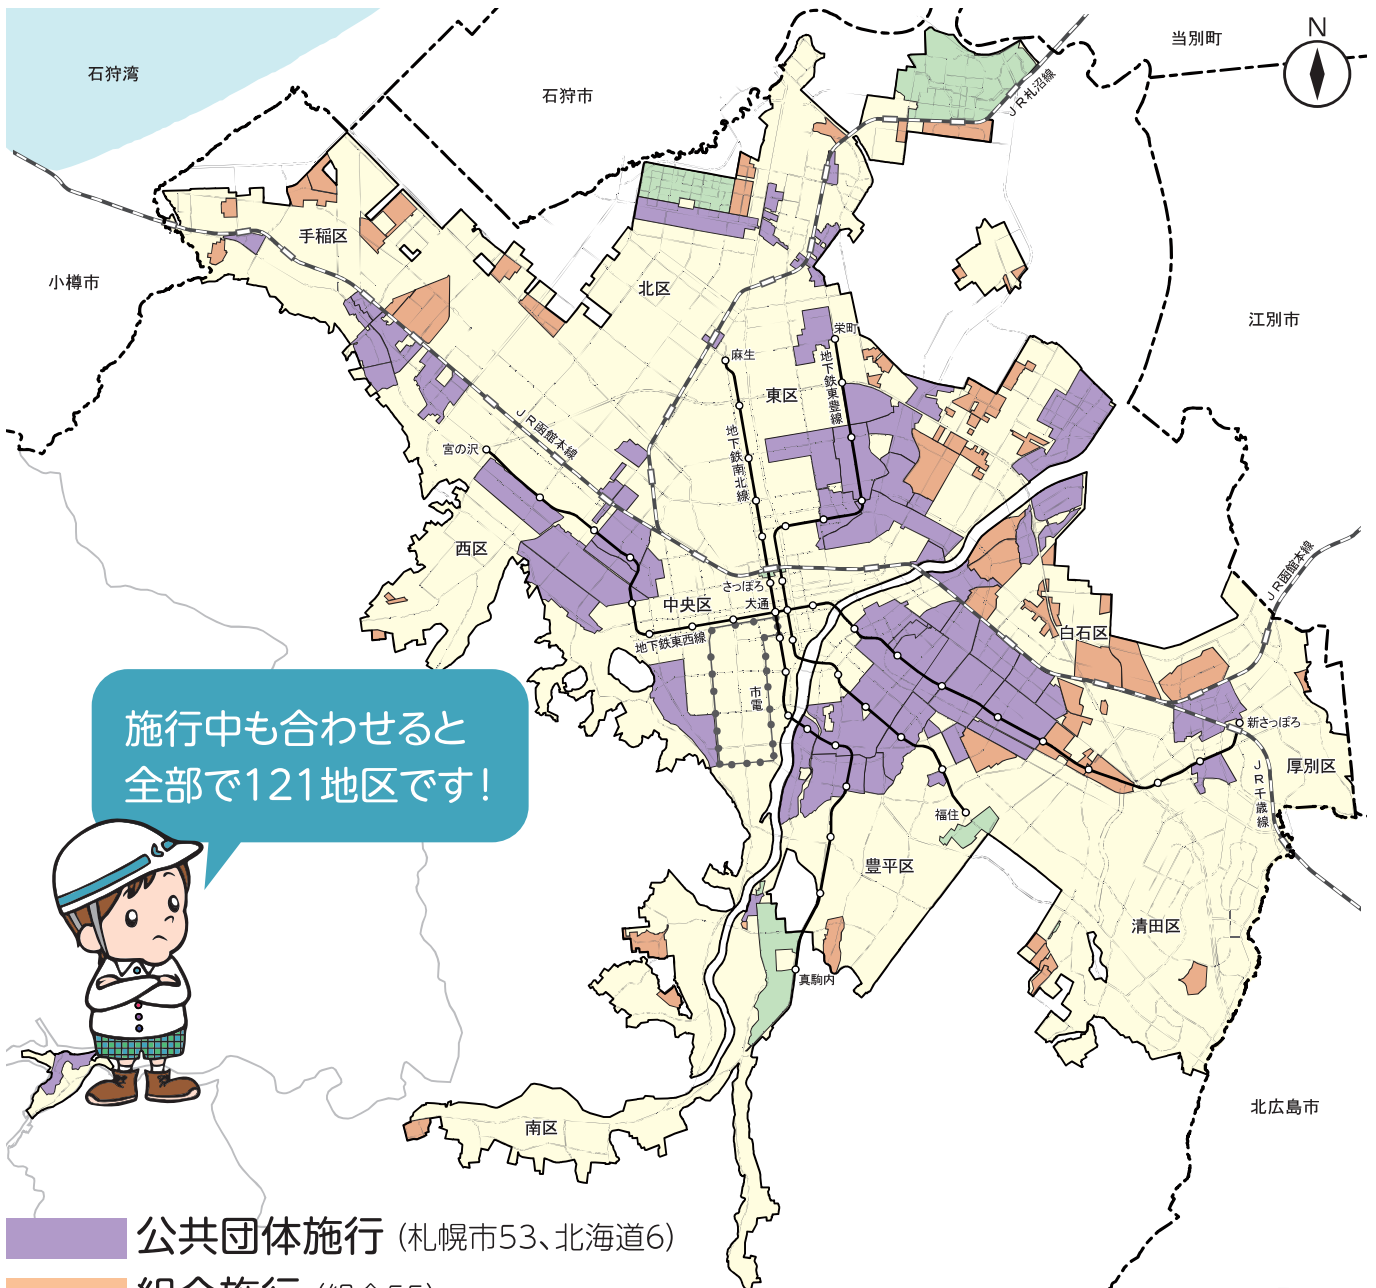 N
当別町
石狩湾
石狩市
JR札沼線
手稲区
小樽市
北区
江別市
栄町
麻生
地下鉄東豊線
東区
JR函館本線
地下鉄南北線
宮の沢
西区
JR函館本線
さっぽろ
大通
中央区
白石区
地下鉄東西線
市電
新さっぽろ
厚別区
JR千歳線
福住
豊平区
清田区
真駒内
北広島市
南区
施行中も合わせると
全部で121地区です!
公共団体施行 (札幌市53、北海道6)